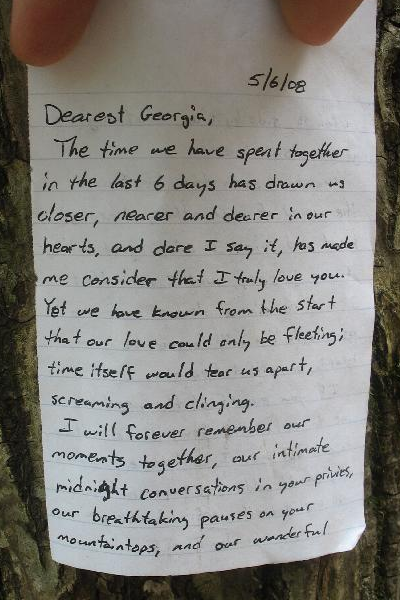 5/6/08
Dearest Georgia,
The time we have spent together
in the last 6 days has drawn us
closer, nearer and dearer in our
hearts, and dare I say it, has made
me consider that I truly love you.
Yet we have known from the start
that our love could only be fleeting;
time itself would tear us apart,
screaming and clinging.
I will forever remember our
moments together, our intimate
midnight conversations in your privies,
our breathtaking pauses on your
mountaintops, and our wonderful